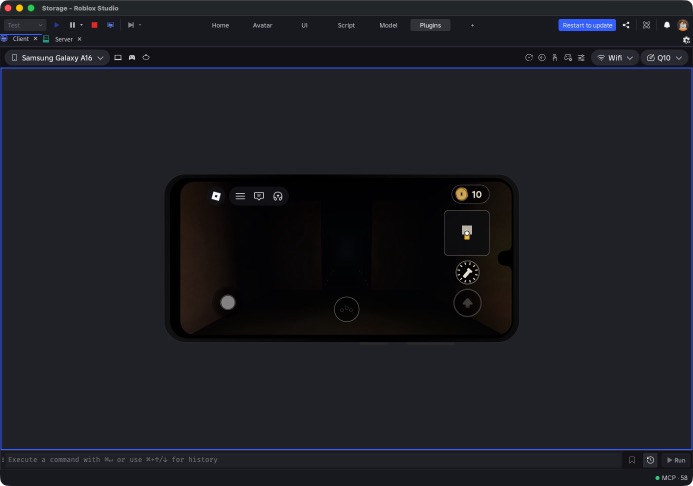 Storage - Roblox Studio
Test
Home
Avatar
UI
Script
Model
Plugins
+
Restart to update
Client ×
Server ×
Samsung Galaxy A16
Wifi
Q10
10
Execute a command with ⌘↵ or use ⌘+↑/↓ for history
Run
MCP · 58